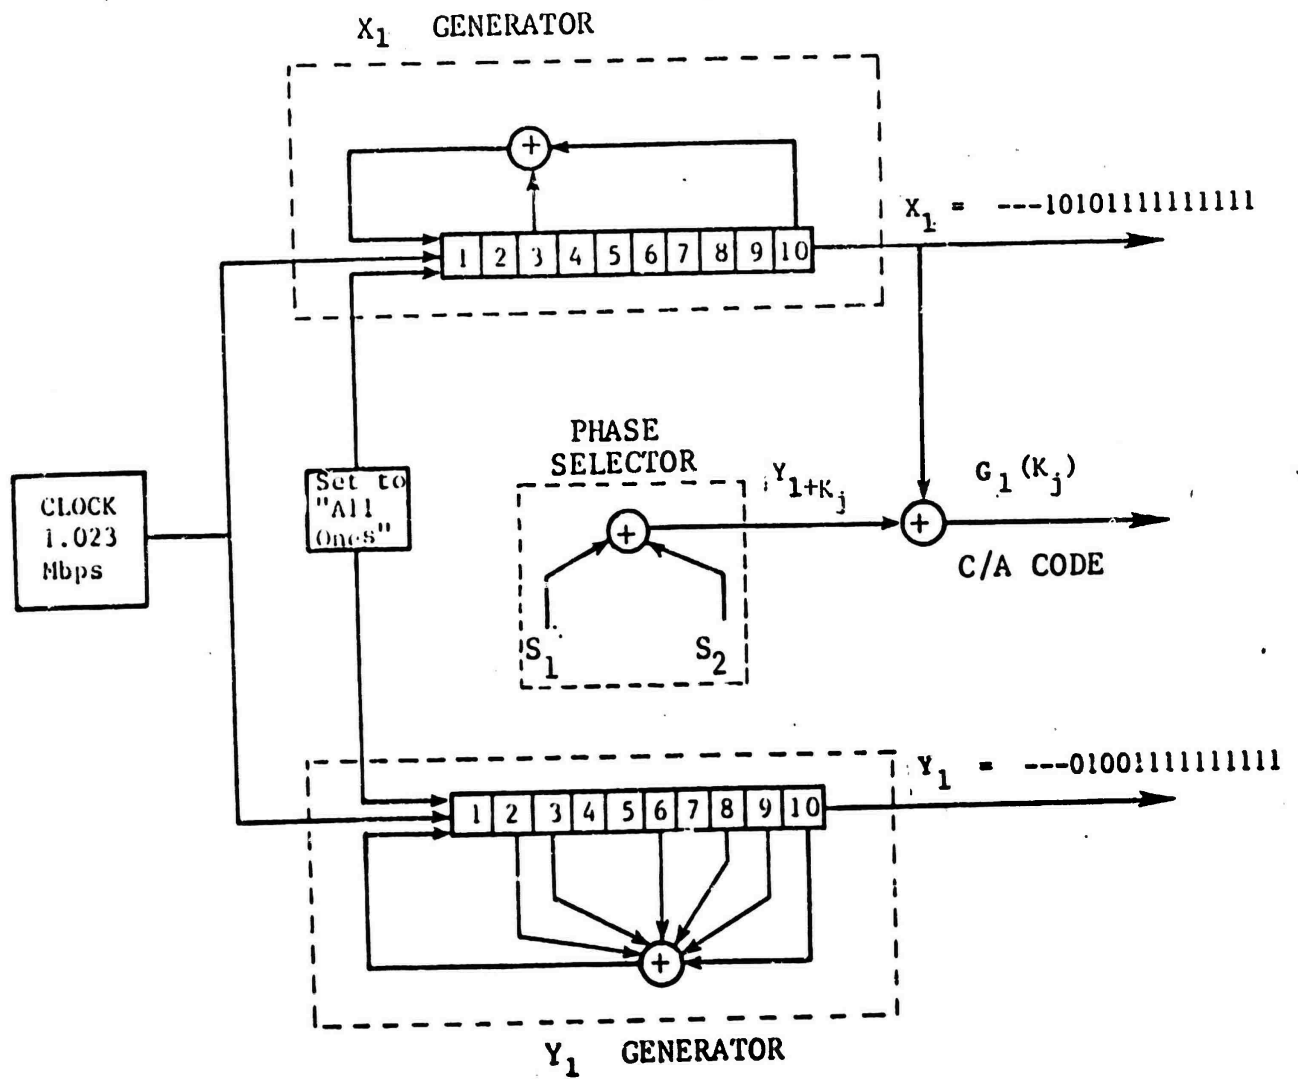 X1 GENERATOR
X1 = ---10101111111111
1 2 3 4 5 6 7 8 9 10
PHASE
SELECTOR
Y1+Kj
G1(Kj)
CLOCK
1.023
Mbps
Set to
"All
Ones"
C/A CODE
S1 S2
Y1 = ---01001111111111
1 2 3 4 5 6 7 8 9 10
Y1 GENERATOR